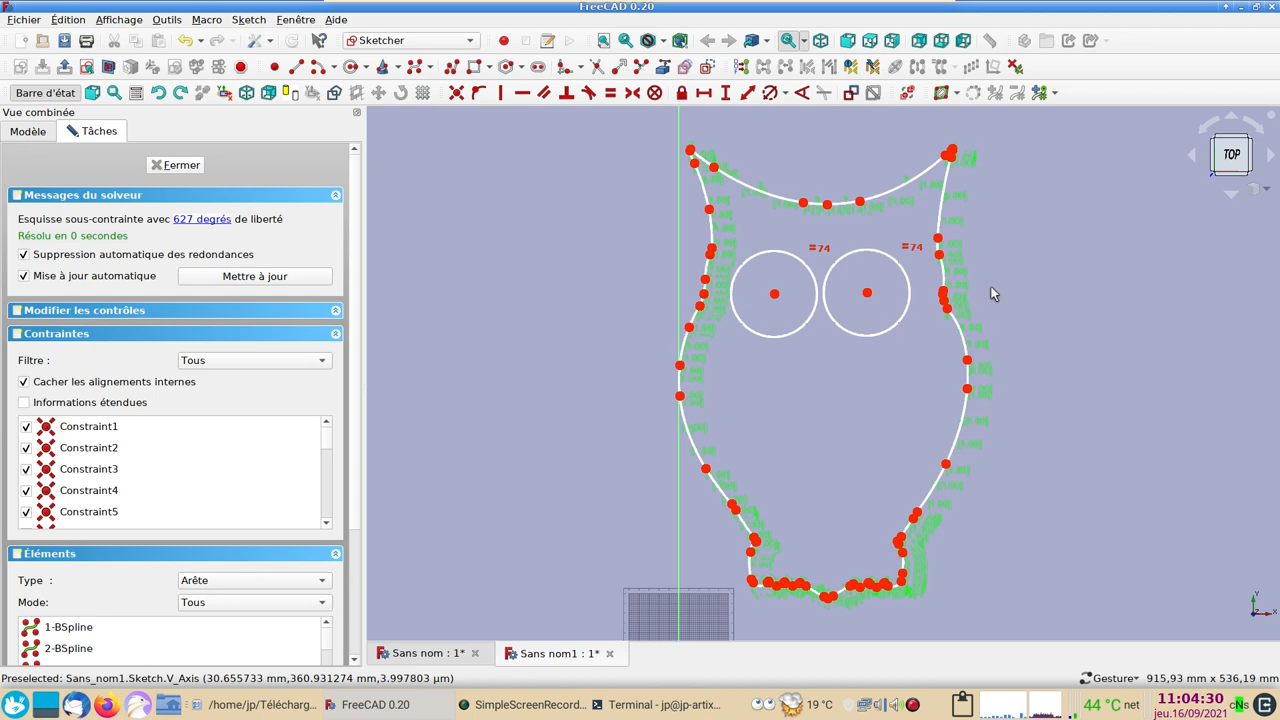 FreeCAD 0.20
Fichier Édition Affichage Outils Macro Sketch Fenêtre Aide
Sketcher
Barre d'état
Vue combinée
Modèle Tâches
Fermer
Messages du solveur
Esquisse sous-contrainte avec 627 degrés de liberté
Résolu en 0 secondes
Suppression automatique des redondances
Mise à jour automatique Mettre à jour
Modifier les contrôles
Contraintes
Filtre : Tous
Cacher les alignements internes
Informations étendues
Constraint1
Constraint2
Constraint3
Constraint4
Constraint5
Éléments
Type : Arête
Mode: Tous
1-BSpline
2-BSpline
=74 =74
TOP
Y
X
Sans nom : 1* Sans nom1 : 1*
Preselected: Sans_nom1.Sketch.V_Axis (30.655733 mm,360.931274 mm,3.997803 µm) Gesture 915,93 mm x 536,19 mm
/home/jp/Télécharg... FreeCAD 0.20 SimpleScreenRecord... Terminal - jp@jp-artix... 19 °C 44 °C net 11:04:30 cNs
jeu.16/09/2021